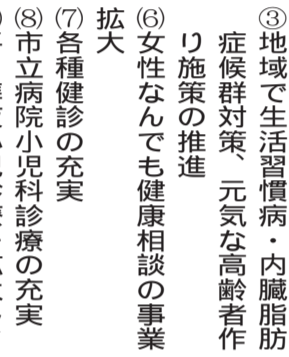 ③地域で生活習慣病・内臓脂肪
症候群対策、元気な高齢者作
り施策の推進
⑹女性なんでも健康相談の事業
拡大
⑺各種健診の充実
⑻市立病院小児科診療の充実